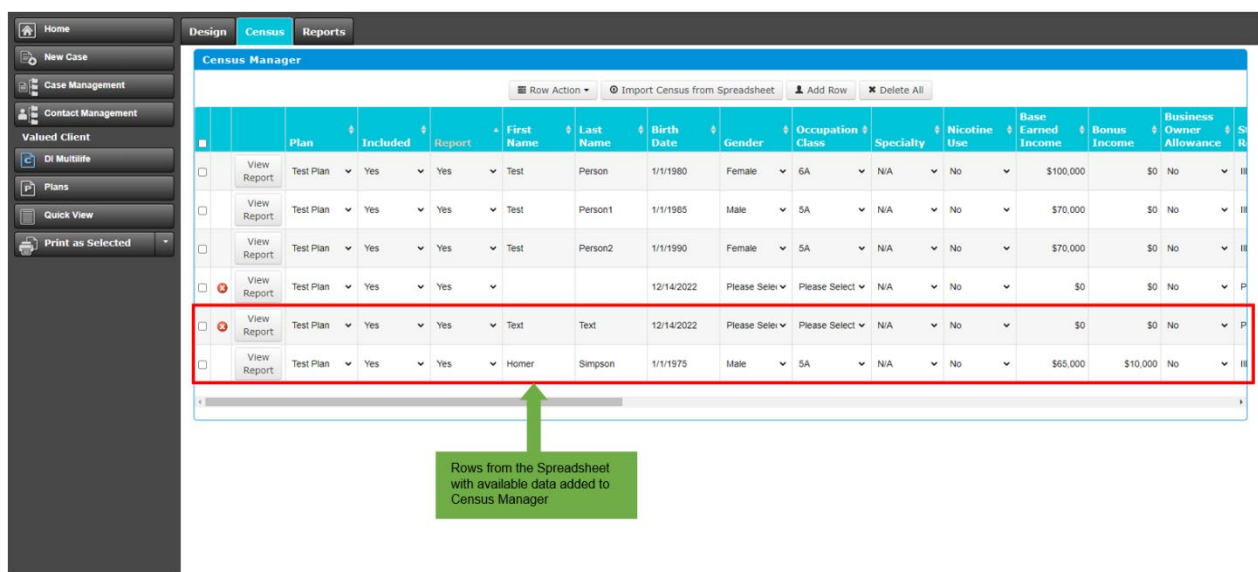 Home
New Case
Case Management
Contact Management
Valued Client
DI Multilife
Plans
Quick View
Print as Selected
Design Census Reports
Census Manager
Row Action Import Census from Spreadsheet Add Row Delete All
Plan Included Report First Name Last Name Birth Date Gender Occupation Class Specialty Nicotine Use Base Earned Income Bonus Income Business Owner Allowance
View Report Test Plan Yes Yes Test Person 1/1/1980 Female 6A N/A No $100,000 $0 No
View Report Test Plan Yes Yes Test Person1 1/1/1985 Male 5A N/A No $70,000 $0 No
View Report Test Plan Yes Yes Test Person2 1/1/1990 Female 5A N/A No $70,000 $0 No
View Report Test Plan Yes Yes 12/14/2022 Please Selec Please Select N/A No $0 $0 No P
View Report Test Plan Yes Yes Text Text 12/14/2022 Please Selec Please Select N/A No $0 $0 No P
View Report Test Plan Yes Yes Homer Simpson 1/1/1975 Male 5A N/A No $65,000 $10,000 No
Rows from the Spreadsheet
with available data added to
Census Manager